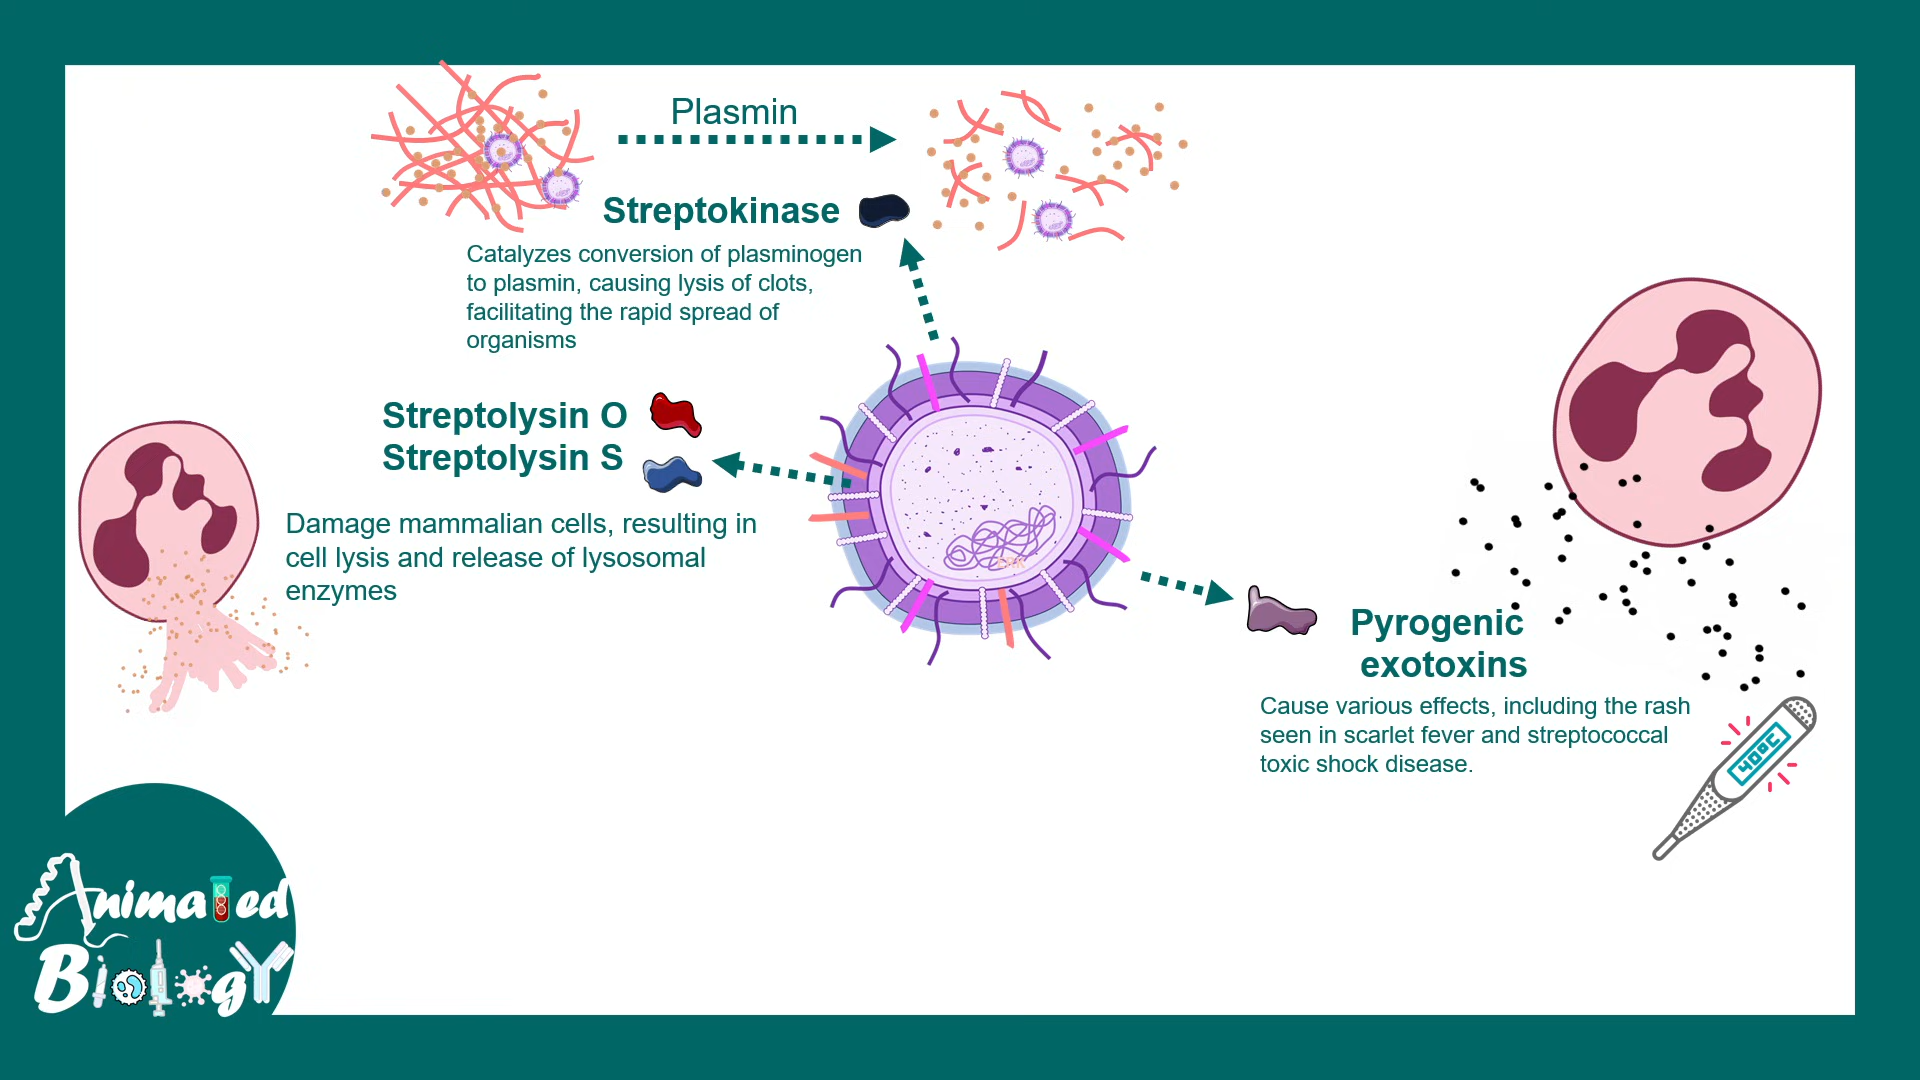 Plasmin
Streptokinase
Catalyzes conversion of plasminogen
to plasmin, causing lysis of clots,
facilitating the rapid spread of
organisms
Streptolysin O
Streptolysin S
Damage mammalian cells, resulting in
cell lysis and release of lysosomal
enzymes
Pyrogenic
exotoxins
Cause various effects, including the rash
seen in scarlet fever and streptococcal
toxic shock disease.
40°C
Animated
Biology